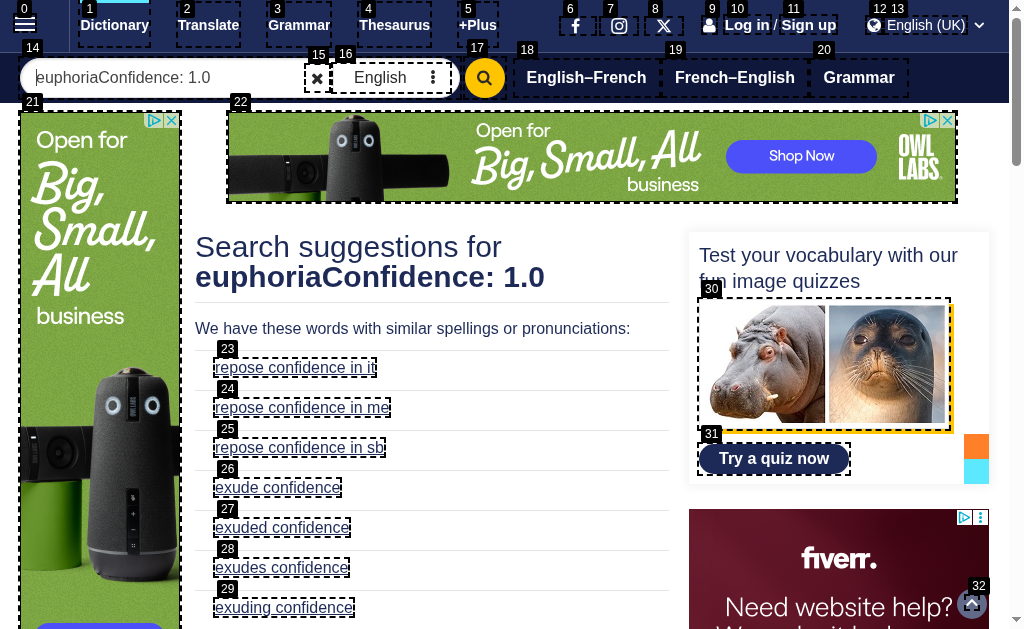 0 1 2 3 4 5 6 7 8 9 10 11 12 13
Dictionary Translate Grammar Thesaurus +Plus Log in / Sign up English (UK)
14 15 16 17 18 19 20
euphoriaConfidence: 1.0 English English–French French–English Grammar
21 22
Open for
Big,
Small,
All
business
Open for
Big, Small, All
business
Shop Now
OWL
LABS
Search suggestions for
euphoriaConfidence: 1.0
We have these words with similar spellings or pronunciations:
23
repose confidence in it
24
repose confidence in me
25
repose confidence in sb
26
exude confidence
27
exuded confidence
28
exudes confidence
29
exuding confidence
Test your vocabulary with our
fun image quizzes
30
31
Try a quiz now
fiverr.
32
Need website help?